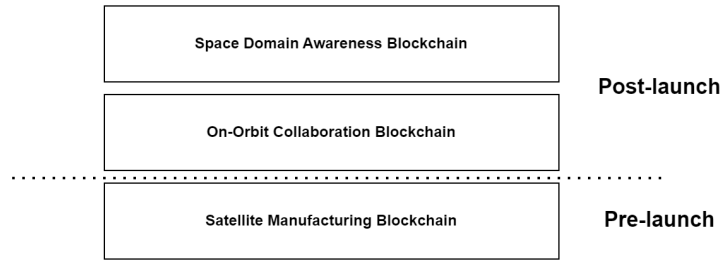 Space Domain Awareness Blockchain
Post-launch
On-Orbit Collaboration Blockchain
Satellite Manufacturing Blockchain
Pre-launch